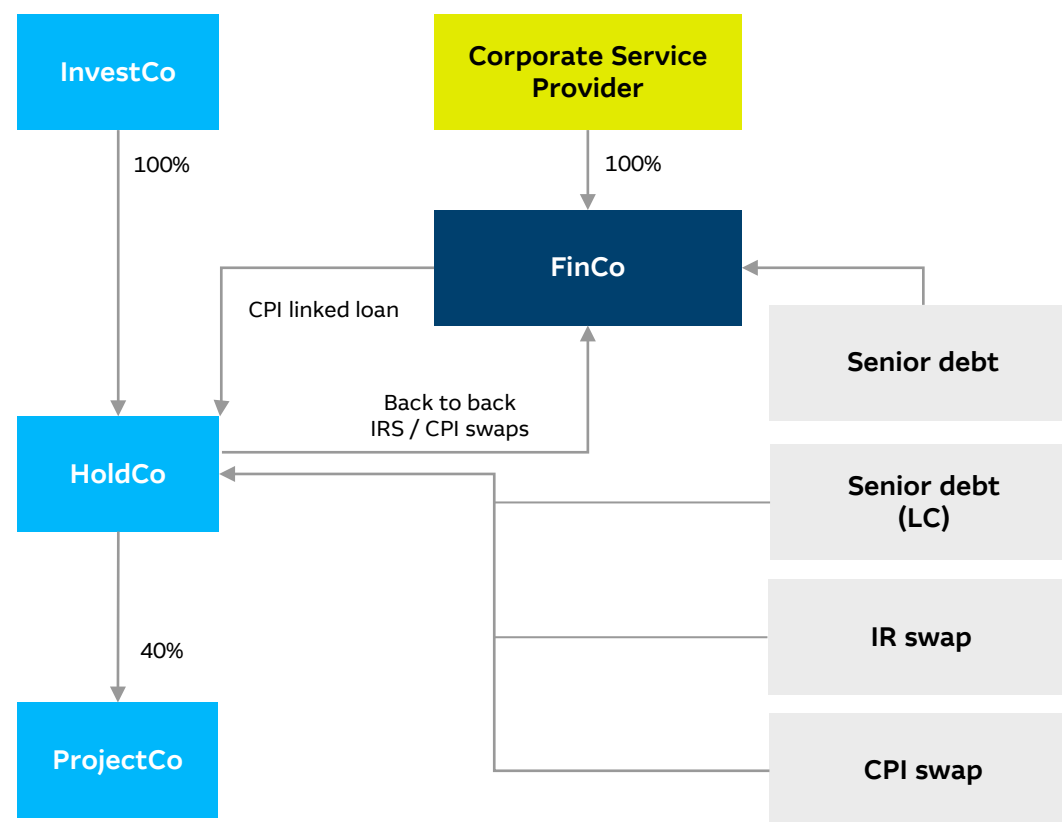 InvestCo
Corporate Service
Provider
100%
100%
FinCo
CPI linked loan
Senior debt
Back to back
IRS / CPI swaps
HoldCo
Senior debt
(LC)
IR swap
40%
ProjectCo
CPI swap